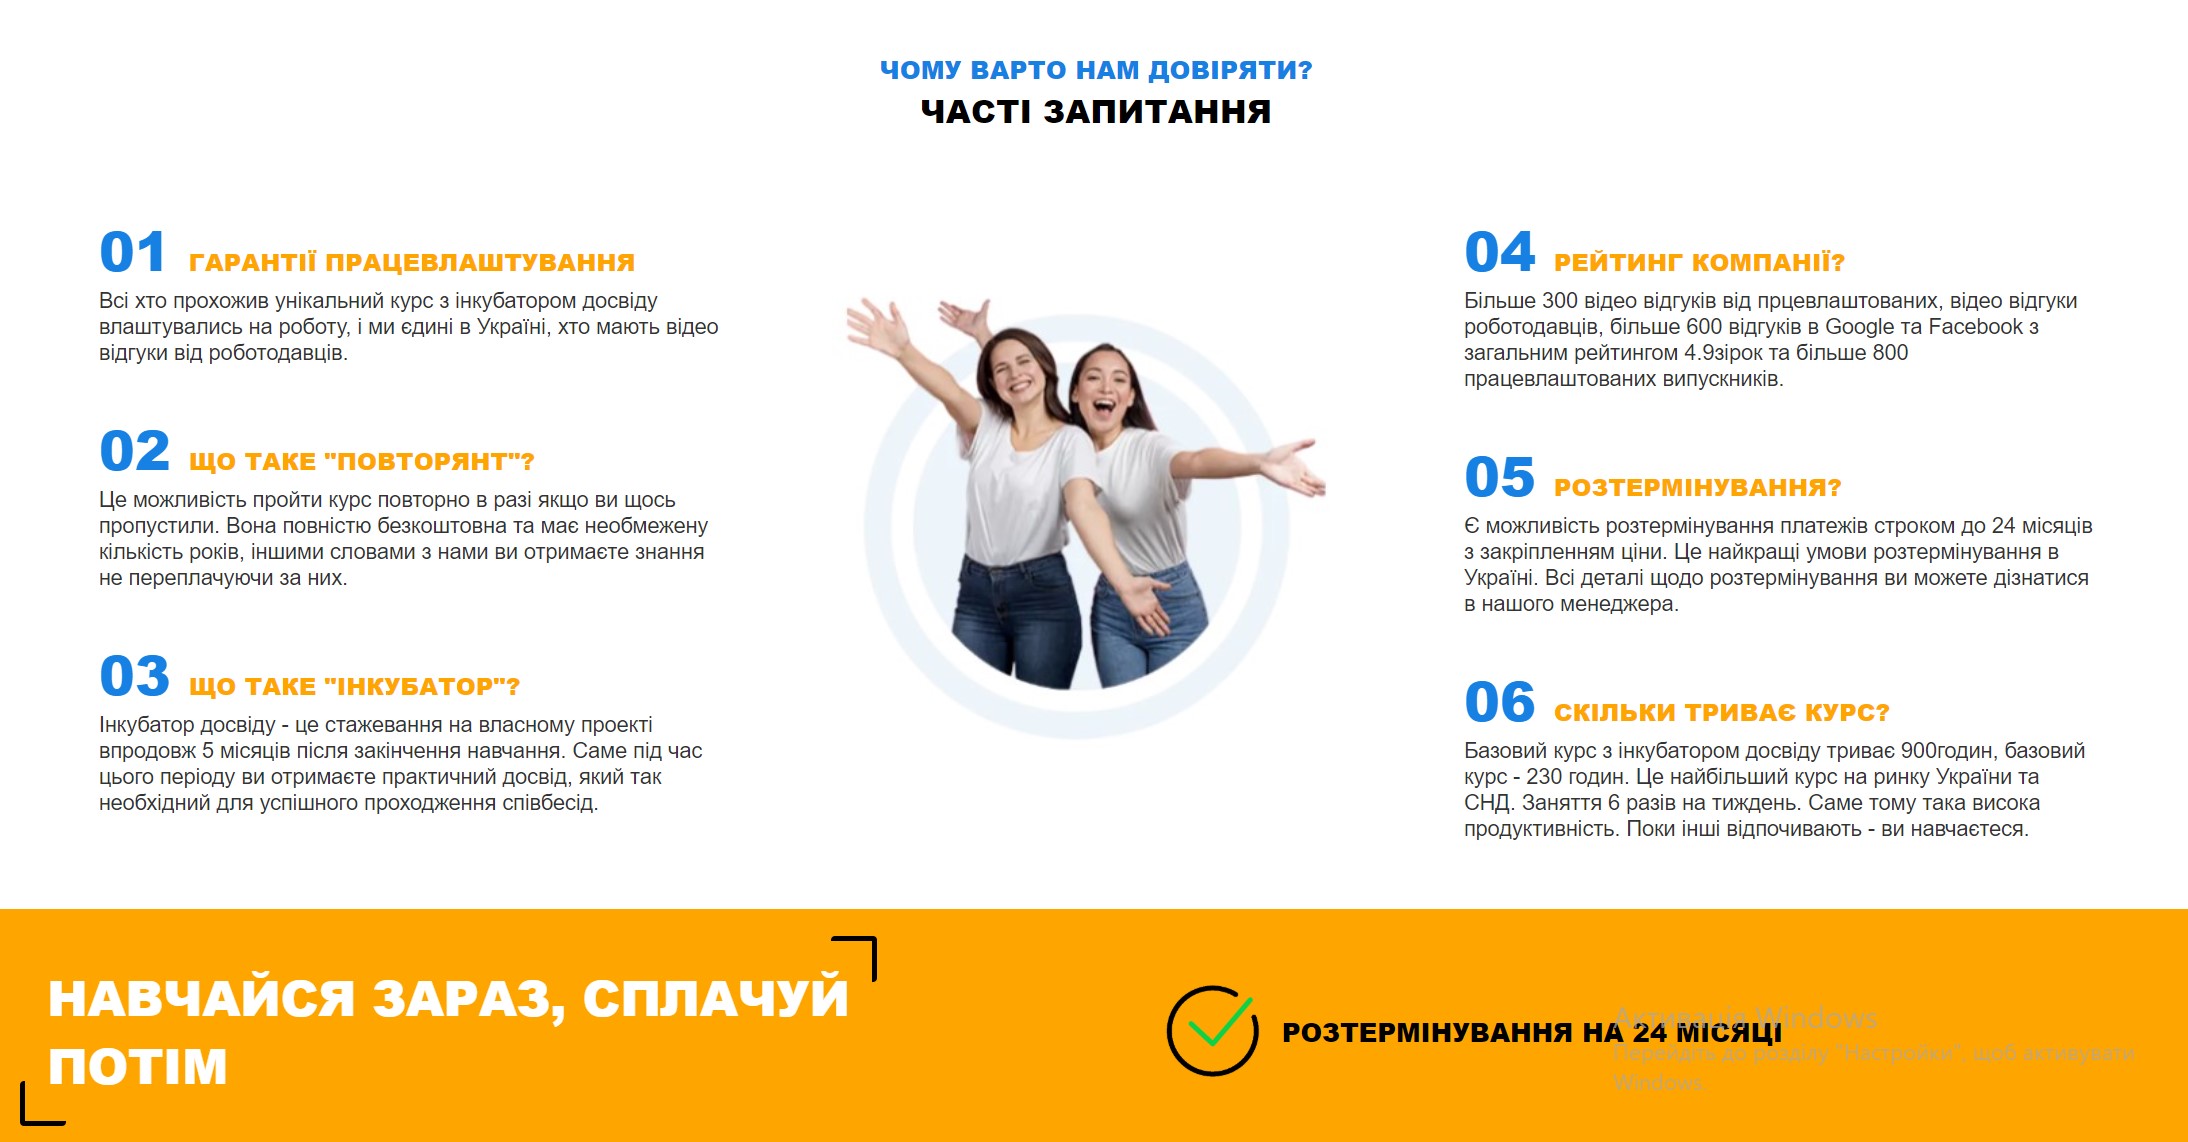 ЧОМУ ВАРТО НАМ ДОВІРЯТИ?
ЧАСТІ ЗАПИТАННЯ
01 ГАРАНТІЇ ПРАЦЕВЛАШТУВАННЯ
Всі хто прохожив унікальний курс з інкубатором досвіду
влаштувались на роботу, і ми єдині в Україні, хто мають відео
відгуки від роботодавців.
02 ЩО ТАКЕ "ПОВТОРЯНТ"?
Це можливість пройти курс повторно в разі якщо ви щось
пропустили. Вона повністю безкоштовна та має необмежену
кількість років, іншими словами з нами ви отримаєте знання
не переплачуючи за них.
03 ЩО ТАКЕ "ІНКУБАТОР"?
Інкубатор досвіду - це стажевання на власному проекті
впродовж 5 місяців після закінчення навчання. Саме під час
цього періоду ви отримаєте практичний досвід, який так
необхідний для успішного проходження співбесід.
04 РЕЙТИНГ КОМПАНІЇ?
Більше 300 відео відгуків від прцевлаштованих, відео відгуки
роботодавців, більше 600 відгуків в Google та Facebook з
загальним рейтингом 4.9зірок та більше 800
працевлаштованих випускників.
05 РОЗТЕРМІНУВАННЯ?
Є можливість розтермінування платежів строком до 24 місяців
з закріпленням ціни. Це найкращі умови розтермінування в
Україні. Всі деталі щодо розтермінування ви можете дізнатися
в нашого менеджера.
06 СКІЛЬКИ ТРИВАЄ КУРС?
Базовий курс з інкубатором досвіду триває 900годин, базовий
курс - 230 годин. Це найбільший курс на ринку України та
СНД. Заняття 6 разів на тиждень. Саме тому така висока
продуктивність. Поки інші відпочивають - ви навчаєтеся.
НАВЧАЙСЯ ЗАРАЗ, СПЛАЧУЙ
ПОТІМ
РОЗТЕРМІНУВАННЯ НА 24 МІСЯЦІ
Активація Windows
Перейдіть до розділу "Настройки", щоб активувати
Windows.